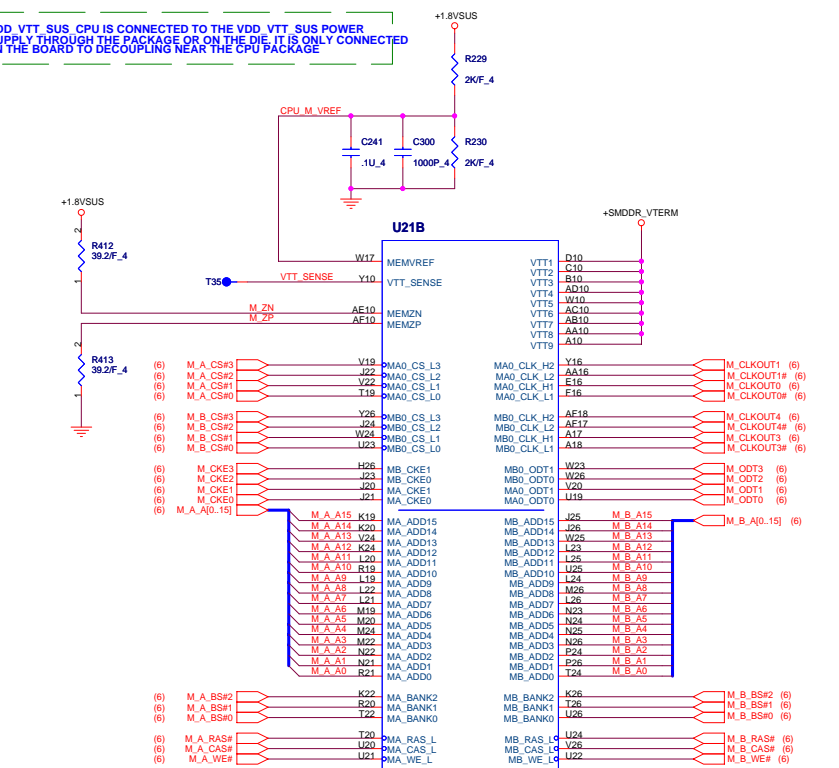 +1.8VSUS
DD_VTT_SUS_CPU IS CONNECTED TO THE VDD_VTT_SUS POWER
UPPLY THROUGH THE PACKAGE OR ON THE DIE. IT IS ONLY CONNECTED
N THE BOARD TO DECOUPLING NEAR THE CPU PACKAGE
R229
2K/F_4
CPU_M_VREF
C241
.1U_4
C300
1000P_4
R230
2K/F_4
+1.8VSUS
+SMDDR_VTERM
U21B
2
R412
39.2/F_4
1
W17 MEMVREF VTT1 D10
VTT2 C10
T35 VTT_SENSE Y10 VTT_SENSE VTT3 B10
VTT4 AD10
VTT5 W10
M_ZN AE10 MEMZN VTT6 AC10
M_ZP AF10 MEMZP VTT7 AB10
VTT8 AA10
VTT9 A10
2
R413
39.2/F_4
1
(6) M_A_CS#3 V19 MA0_CS_L3 MA0_CLK_H2 Y16 M_CLKOUT1 (6)
(6) M_A_CS#2 J22 MA0_CS_L2 MA0_CLK_L2 AA16 M_CLKOUT1# (6)
(6) M_A_CS#1 V22 MA0_CS_L1 MA0_CLK_H1 E16 M_CLKOUT0 (6)
(6) M_A_CS#0 T19 MA0_CS_L0 MA0_CLK_L1 F16 M_CLKOUT0# (6)
(6) M_B_CS#3 Y26 MB0_CS_L3 MB0_CLK_H2 AF18 M_CLKOUT4 (6)
(6) M_B_CS#2 J24 MB0_CS_L2 MB0_CLK_L2 AF17 M_CLKOUT4# (6)
(6) M_B_CS#1 W24 MB0_CS_L1 MB0_CLK_H1 A17 M_CLKOUT3 (6)
(6) M_B_CS#0 U23 MB0_CS_L0 MB0_CLK_L1 A18 M_CLKOUT3# (6)
(6) M_CKE3 H26 MB_CKE1 MB0_ODT1 W23 M_ODT3 (6)
(6) M_CKE2 J23 MB_CKE0 MB0_ODT0 W26 M_ODT2 (6)
(6) M_CKE1 J20 MA_CKE1 MA0_ODT1 V20 M_ODT1 (6)
(6) M_CKE0 J21 MA_CKE0 MA0_ODT0 U19 M_ODT0 (6)
(6) M_A_A[0..15] M_B_A[0..15] (6)
M_A_A15 K19 MA_ADD15 MB_ADD15 J25 M_B_A15
M_A_A14 K20 MA_ADD14 MB_ADD14 J26 M_B_A14
M_A_A13 V24 MA_ADD13 MB_ADD13 W25 M_B_A13
M_A_A12 K24 MA_ADD12 MB_ADD12 L23 M_B_A12
M_A_A11 L20 MA_ADD11 MB_ADD11 L25 M_B_A11
M_A_A10 R19 MA_ADD10 MB_ADD10 U25 M_B_A10
M_A_A9 L19 MA_ADD9 MB_ADD9 L24 M_B_A9
M_A_A8 L22 MA_ADD8 MB_ADD8 M26 M_B_A8
M_A_A7 L21 MA_ADD7 MB_ADD7 L26 M_B_A7
M_A_A6 M19 MA_ADD6 MB_ADD6 N23 M_B_A6
M_A_A5 M20 MA_ADD5 MB_ADD5 N24 M_B_A5
M_A_A4 M24 MA_ADD4 MB_ADD4 N25 M_B_A4
M_A_A3 M22 MA_ADD3 MB_ADD3 N26 M_B_A3
M_A_A2 N22 MA_ADD2 MB_ADD2 P24 M_B_A2
M_A_A1 N21 MA_ADD1 MB_ADD1 P26 M_B_A1
M_A_A0 R21 MA_ADD0 MB_ADD0 T24 M_B_A0
(6) M_A_BS#2 K22 MA_BANK2 MB_BANK2 K26 M_B_BS#2 (6)
(6) M_A_BS#1 R20 MA_BANK1 MB_BANK1 T26 M_B_BS#1 (6)
(6) M_A_BS#0 T22 MA_BANK0 MB_BANK0 U26 M_B_BS#0 (6)
(6) M_A_RAS# T20 MA_RAS_L MB_RAS_L U24 M_B_RAS# (6)
(6) M_A_CAS# U20 MA_CAS_L MB_CAS_L V26 M_B_CAS# (6)
(6) M_A_WE# U21 MA_WE_L MB_WE_L U22 M_B_WE# (6)